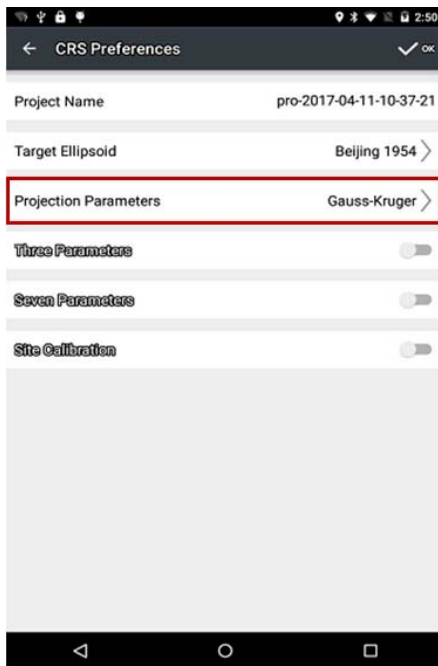 2:50
CRS Preferences
OK
Project Name pro-2017-04-11-10-37-21
Target Ellipsoid Beijing 1954
Projection Parameters Gauss-Kruger
Three Parameters
Seven Parameters
Site Calibration